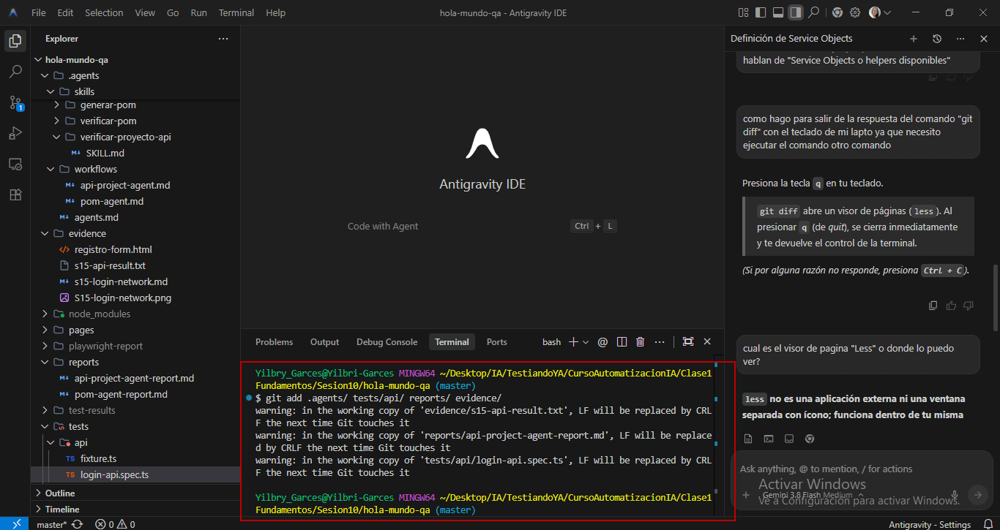 File Edit Selection View Go Run Terminal Help
hola-mundo-qa - Antigravity IDE
Explorer
hola-mundo-qa
.agents
skills
generar-pom
verificar-pom
verificar-proyecto-api
SKILL.md
workflows
api-project-agent.md
pom-agent.md
agents.md
evidence
registro-form.html
s15-api-result.txt
s15-login-network.md
S15-login-network.png
node_modules
pages
playwright-report
reports
api-project-agent-report.md
pom-agent-report.md
test-results
tests
api
TS fixture.ts
TS login-api.spec.ts
Outline
Timeline
1
Antigravity IDE
Code with Agent Ctrl + L
Problems Output Debug Console Terminal Ports bash
Yilbry_Garces@Yilbri-Garces MINGW64 ~/Desktop/IA/TestiandoYA/CursoAutomatizacionIA/Clase1
Fundamentos/Sesion10/hola-mundo-qa (master)
$ git add .agents/ tests/api/ reports/ evidence/
warning: in the working copy of 'evidence/s15-api-result.txt', LF will be replaced by CRL
F the next time Git touches it
warning: in the working copy of 'reports/api-project-agent-report.md', LF will be replace
d by CRLF the next time Git touches it
warning: in the working copy of 'tests/api/login-api.spec.ts', LF will be replaced by CRL
F the next time Git touches it
Yilbry_Garces@Yilbri-Garces MINGW64 ~/Desktop/IA/TestiandoYA/CursoAutomatizacionIA/Clase1
Fundamentos/Sesion10/hola-mundo-qa (master)
Definición de Service Objects
hablan de "Service Objects o helpers disponibles"
como hago para salir de la respuesta del comando "git
diff" con el teclado de mi lapto ya que necesito
ejecutar el comando otro comando
Presiona la tecla q en tu teclado.
git diff abre un visor de páginas ( less ). Al
presionar q (de quit), se cierra inmediatamente
y te devuelve el control de la terminal.
(Si por alguna razón no responde, presiona Ctrl + C ).
cual es el visor de pagina "Less" o donde lo puedo
ver?
less no es una aplicación externa ni una ventana
separada con ícono; funciona dentro de tu misma
Ask anything, @ to mention, / for actions
Activar Windows
Gemini 3.8 Flash Medium
Ve a Configuración para activar Windows.
master* 0 0
Antigravity - Settings